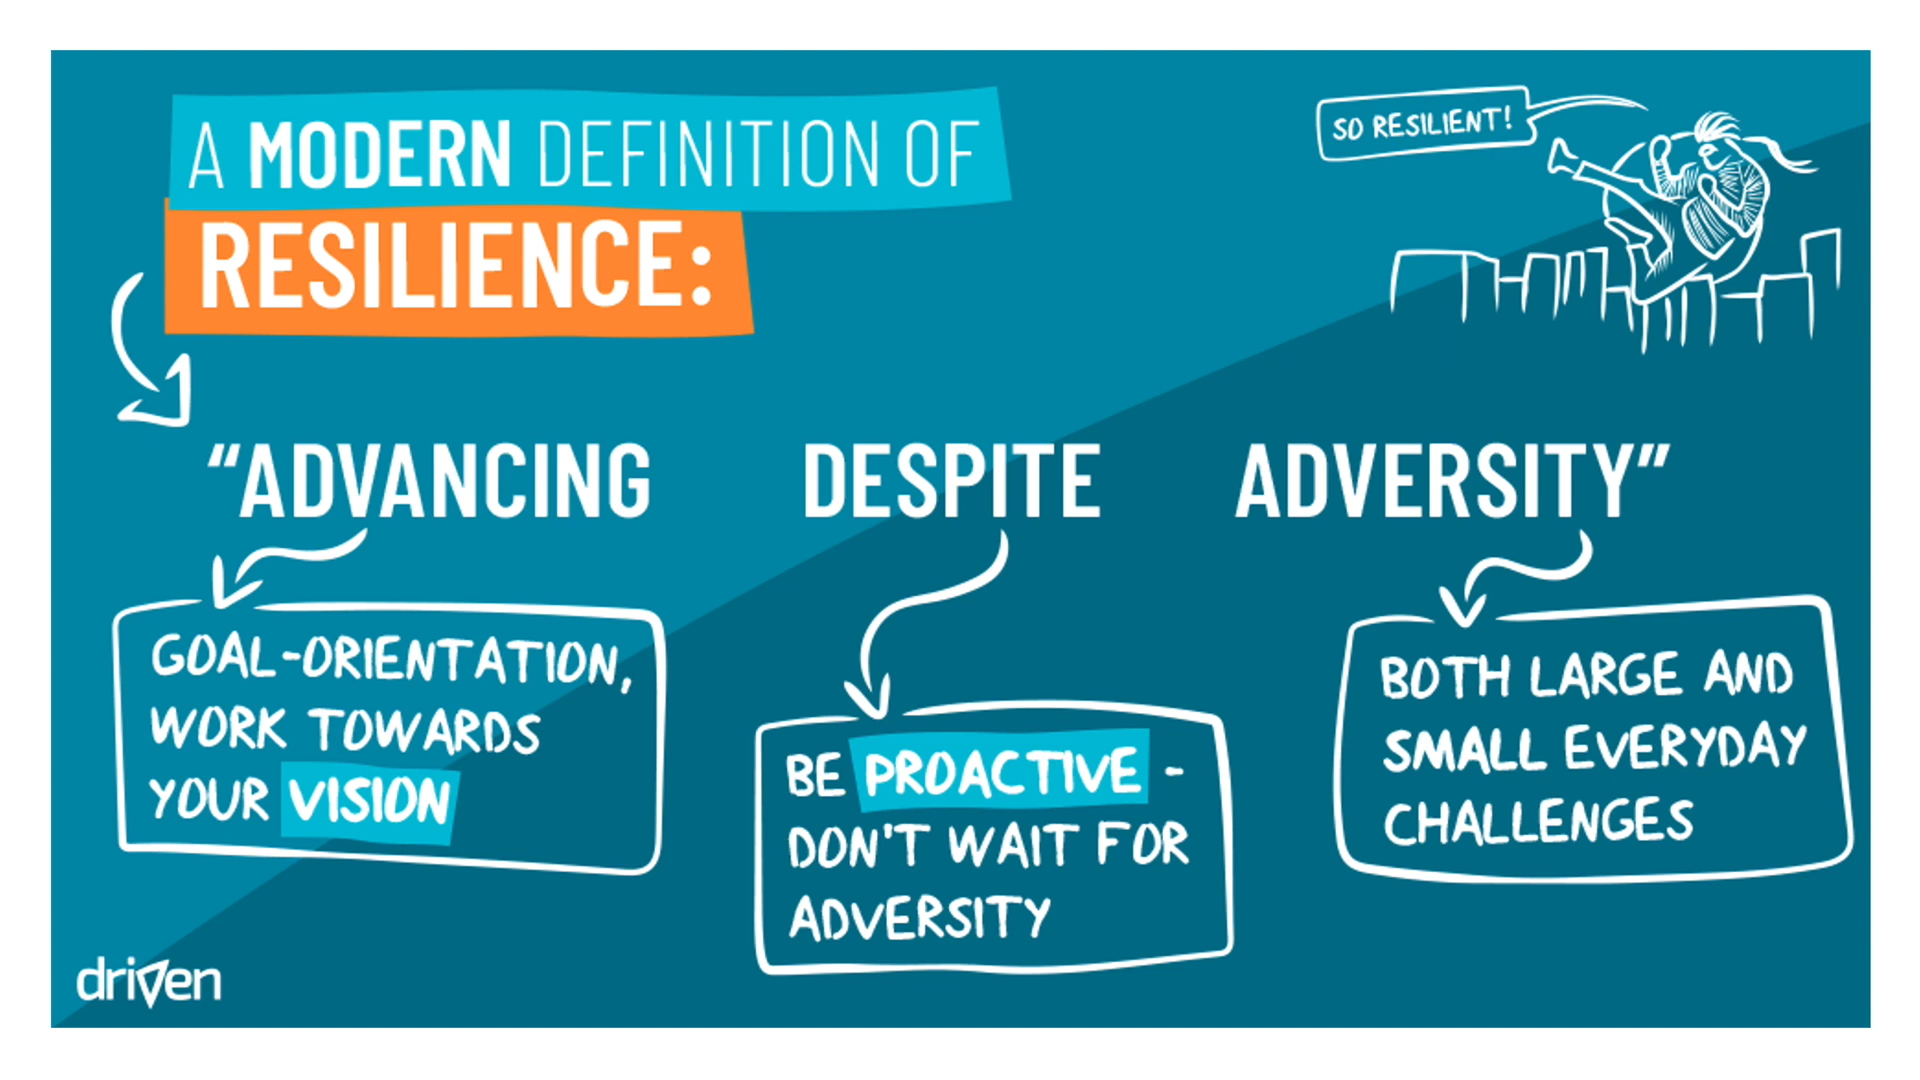 A MODERN DEFINITION OF
RESILIENCE:
SO RESILIENT!
“ADVANCING DESPITE ADVERSITY”
GOAL-ORIENTATION,
WORK TOWARDS
YOUR VISION
BE PROACTIVE -
DON'T WAIT FOR
ADVERSITY
BOTH LARGE AND
SMALL EVERYDAY
CHALLENGES
driven